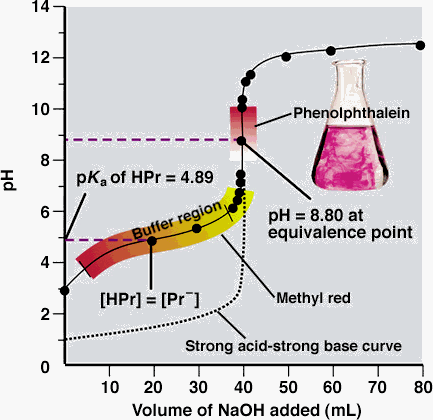 14
12
Phenolphthalein
10
pH
8
pKa of HPr = 4.89
pH = 8.80 at
equivalence point
6
Buffer region
4
[HPr] = [Pr−]
Methyl red
2
Strong acid-strong base curve
0
10 20 30 40 50 60 70 80
Volume of NaOH added (mL)